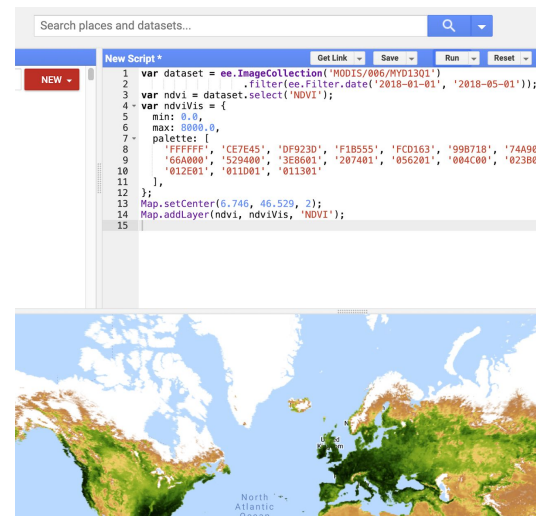 Search places and datasets...
NEW
New Script *
Get Link
Save
Run
Reset
1 var dataset = ee.ImageCollection('MODIS/006/MYD13Q1')
2 .filter(ee.Filter.date('2018-01-01', '2018-05-01'));
3 var ndvi = dataset.select('NDVI');
4 var ndviVis = {
5 min: 0.0,
6 max: 8000.0,
7 palette: [
8 'FFFFFF', 'CE7E45', 'DF923D', 'F1B555', 'FCD163', '99B718', '74A90
9 '66A000', '529400', '3E8601', '207401', '056201', '004C00', '023B0
10 '012E01', '011D01', '011301'
11 ],
12 };
13 Map.setCenter(6.746, 46.529, 2);
14 Map.addLayer(ndvi, ndviVis, 'NDVI');
15
North
Atlantic
Ocean